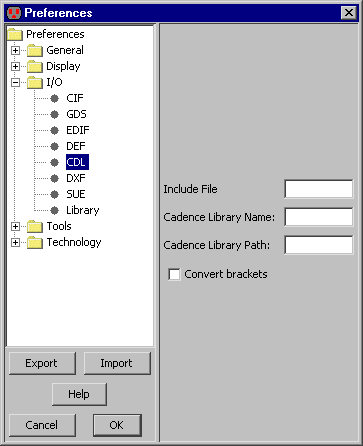 Preferences
Preferences
General
Display
I/O
CIF
GDS
EDIF
DEF
CDL
DXF
SUE
Library
Tools
Technology
Include File
Cadence Library Name:
Cadence Library Path:
Convert brackets
Export Import
Help
Cancel OK